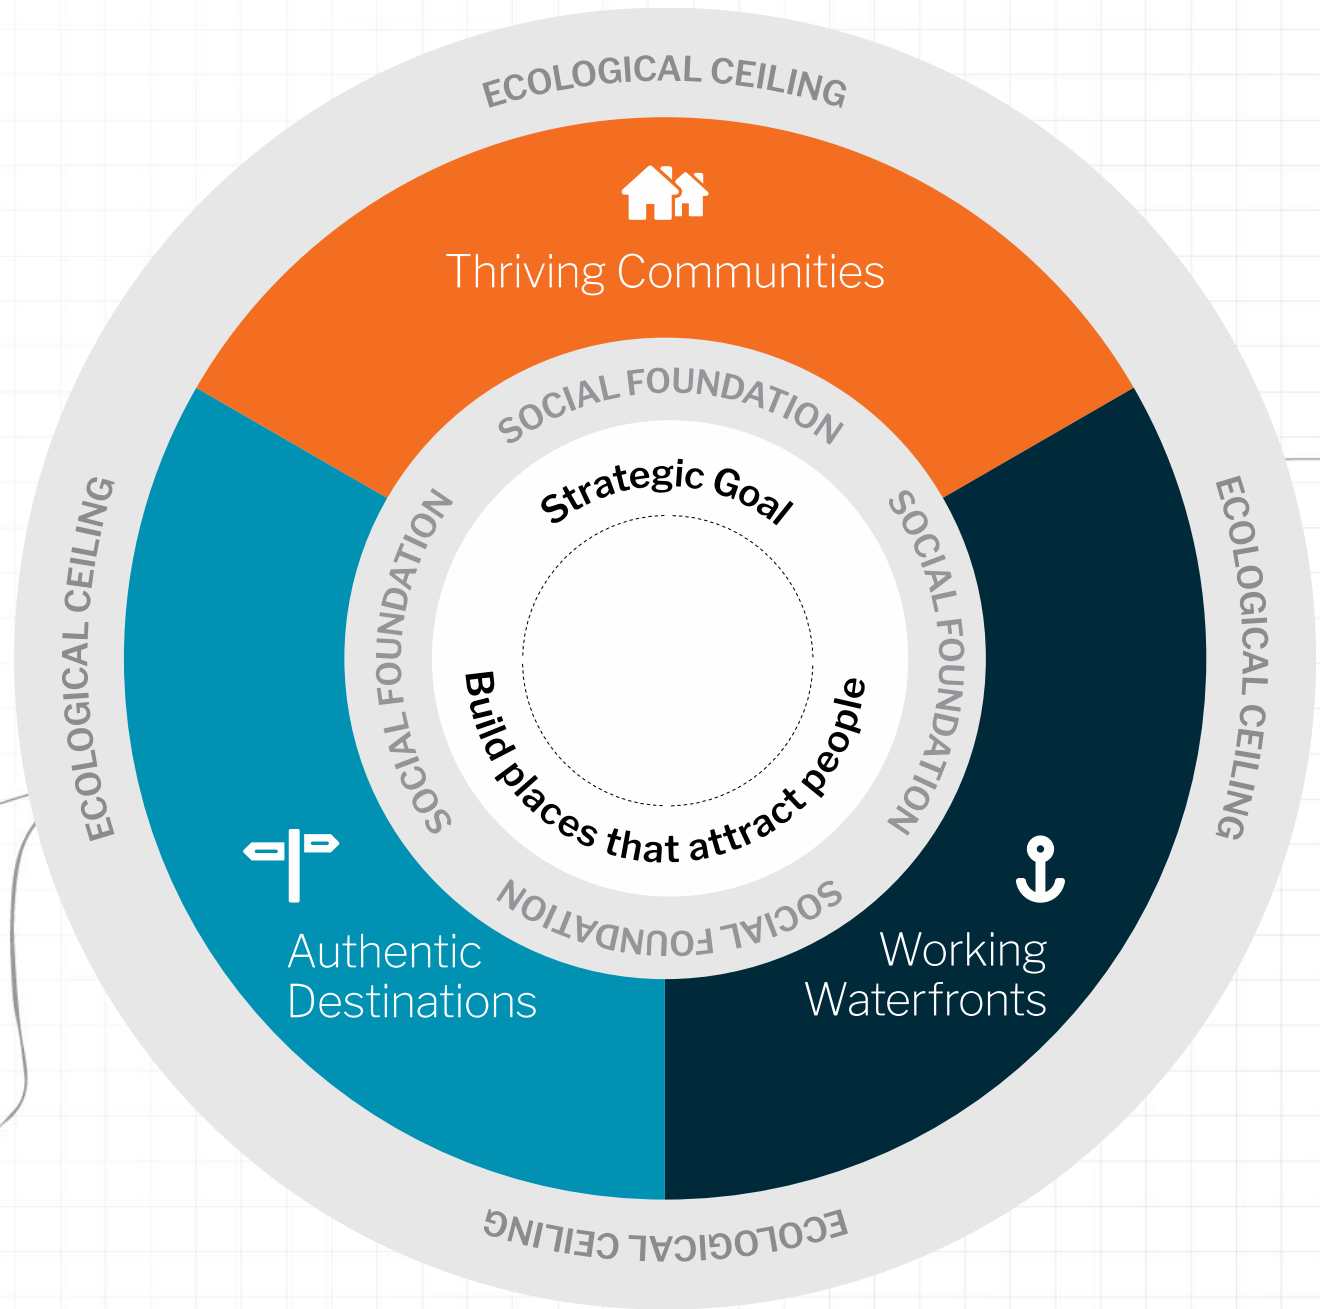 ECOLOGICAL CEILING
Thriving Communities
SOCIAL FOUNDATION
Strategic Goal
ECOLOGICAL CEILING
SOCIAL FOUNDATION
SOCIAL FOUNDATION
ECOLOGICAL CEILING
Build places that attract people
SOCIAL FOUNDATION
Authentic
Destinations
Working
Waterfronts
ECOLOGICAL CEILING